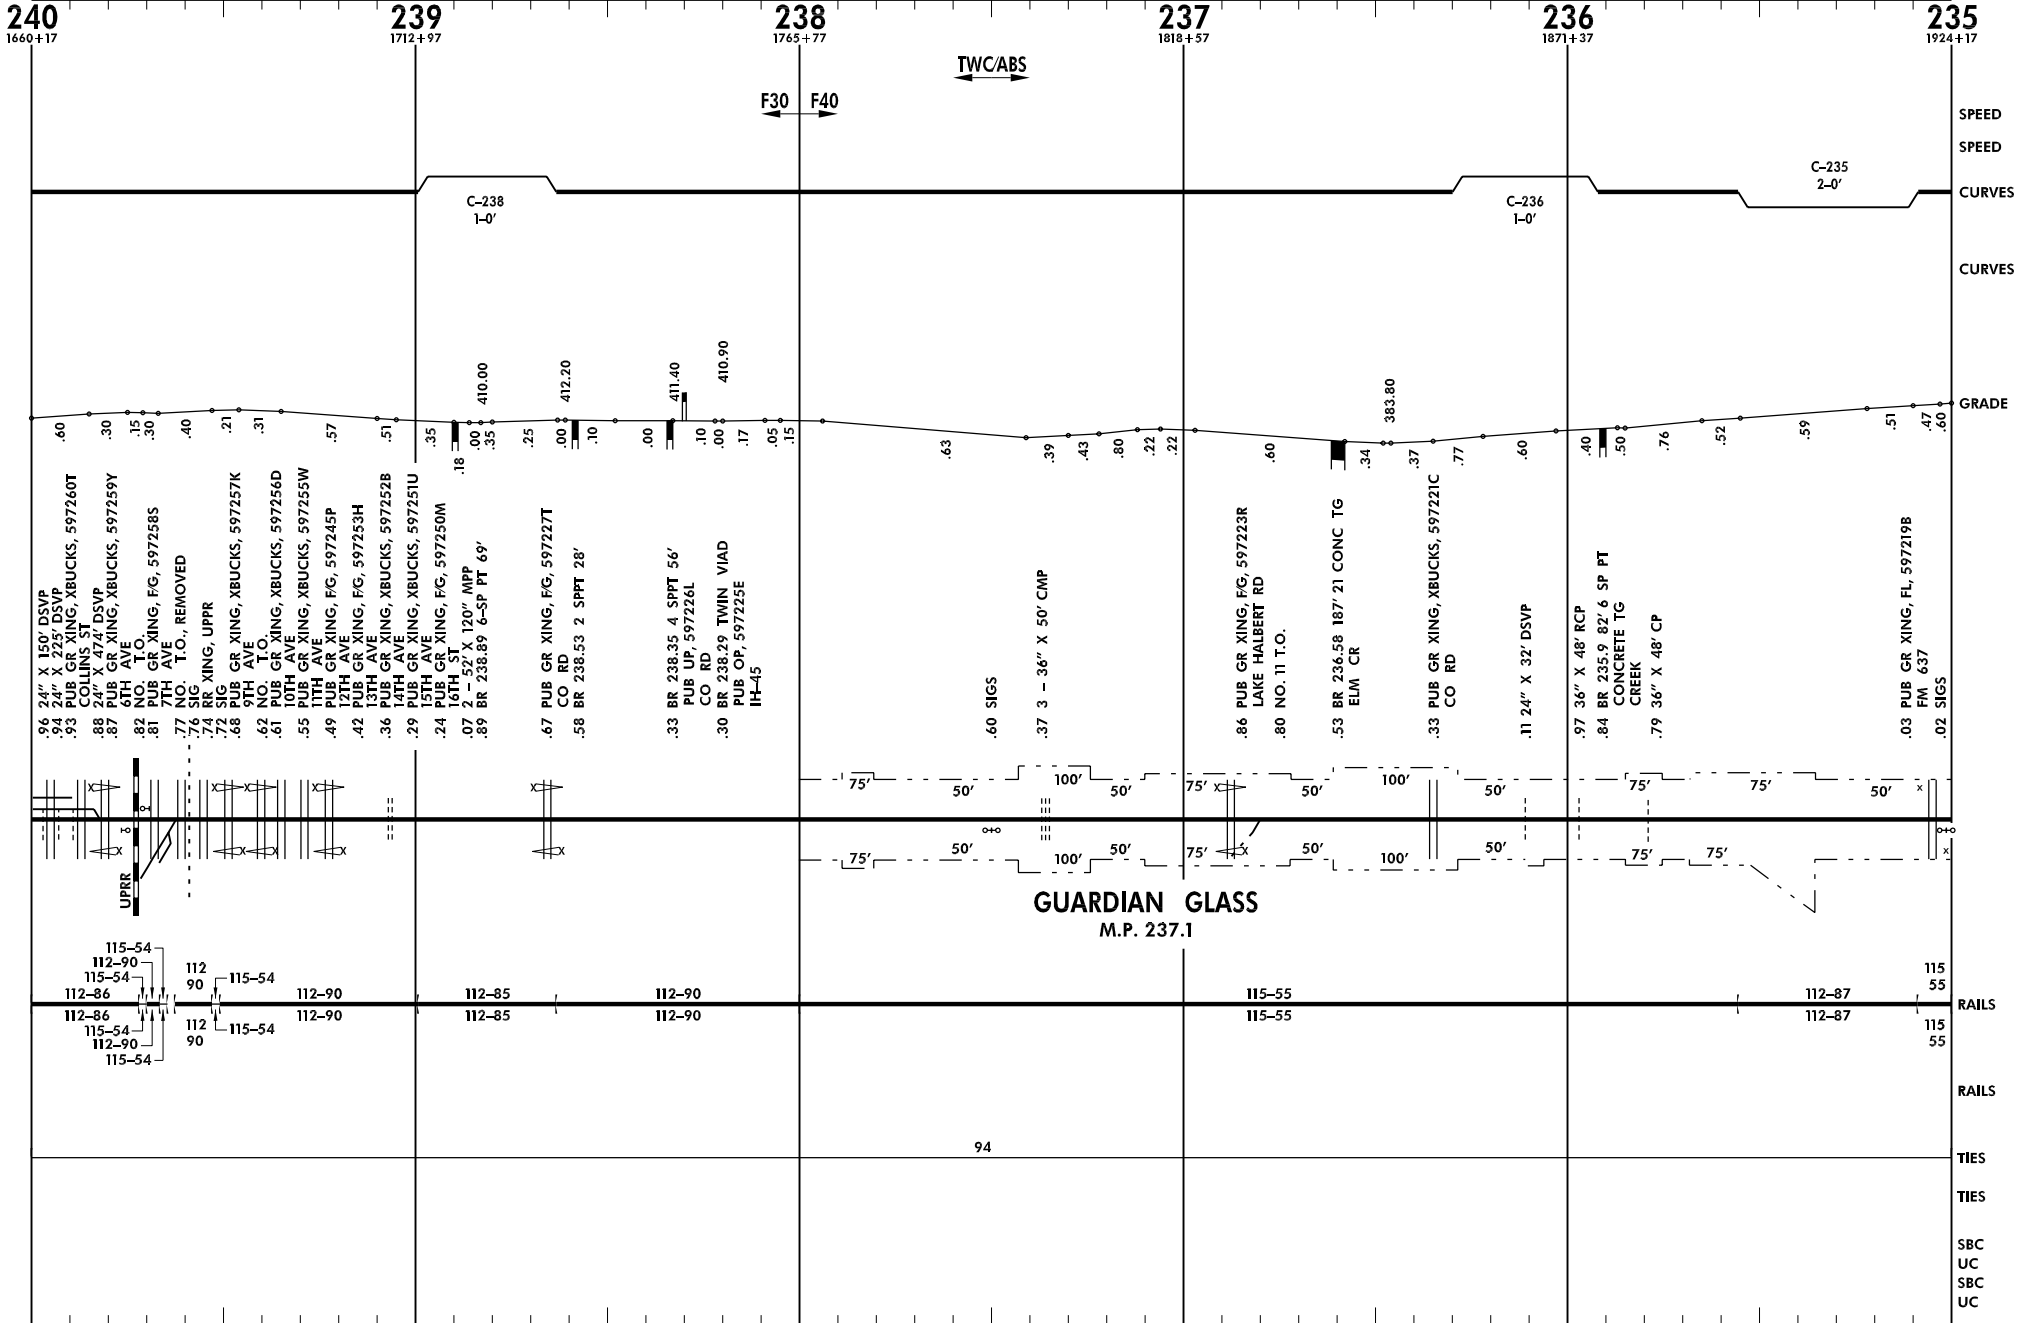 240 239 238 237 236 235
1660+17 1712+97 1765+77 1818+57 1871+37 1924+17
TWC/ABS
F30 F40
SPEED
SPEED
C-235
2-0'
CURVES
C-238
1-0'
C-236
1-0'
CURVES
410.00 412.20 411.40 410.90 383.80
GRADE
.60 .30 .15 .30 .40 .21 .31 .57 .51 .35 .18 .00 .35 .25 .00 .10 .00 .10 .00 .17 .05 .15 .63 .39 .43 .80 .22 .22 .60 .34 .37 .77 .60 .40 .50 .76 .52 .59 .51 .47 .60
.96 24" X 150' DSVP
.94 24" X 225' DSVP
.93 PUB GR XING, XBUCKS, 597260T
COLLINS ST
.88 24" X 474' DSVP
.87 PUB GR XING, XBUCKS, 597259Y
6TH AVE
.82 NO. T.O.
.81 PUB GR XING, F/G, 597258S
7TH AVE
.77 NO. T.O., REMOVED
.76 SIG
.74 RR XING, UPRR
.72 SIG
.68 PUB GR XING, XBUCKS, 597257K
9TH AVE
.62 NO. T.O.
.61 PUB GR XING, XBUCKS, 597256D
10TH AVE
.55 PUB GR XING, XBUCKS, 597255W
11TH AVE
.49 PUB GR XING, F/G, 597245P
12TH AVE
.42 PUB GR XING, F/G, 597253H
13TH AVE
.36 PUB GR XING, XBUCKS, 597252B
14TH AVE
.29 PUB GR XING, XBUCKS, 597251U
15TH AVE
.24 PUB GR XING, F/G, 597250M
16TH ST
.07 2 - 52' X 120" MPP
.89 BR 238.89 6-SP PT 69'
.67 PUB GR XING, F/G, 597227T
CO RD
.58 BR 238.53 2 SPPT 28'
.33 BR 238.35 4 SPPT 56'
PUB UP, 597226L
CO RD
.30 BR 238.29 TWIN VIAD
PUB OP, 597225E
IH-45
.60 SIGS
.37 3 - 36" X 50' CMP
.86 PUB GR XING, F/G, 597223R
LAKE HALBERT RD
.80 NO. 11 T.O.
.53 BR 236.58 187' 21 CONC TG
ELM CR
.33 PUB GR XING, XBUCKS, 597221C
CO RD
.11 24" X 32' DSVP
.97 36" X 48' RCP
.84 BR 235.9 82' 6 SP PT
CONCRETE TG
CREEK
.79 36" X 48' CP
.03 PUB GR XING, FL, 597219B
FM 637
.02 SIGS
X X X X X x
75' 50' 100' 50' 75' 50' 100' 50' 75' 75' 50'
X X X X X x
75' 50' 100' 50' 75' 50' 100' 50' 75' 75'
UPRR
GUARDIAN GLASS
M.P. 237.1
115-54
112-90
115-54
112
90
115-54
115
55
112-86 112-90 112-85 112-90 115-55 112-87
RAILS
112-86 112-90 112-85 112-90 115-55 112-87
115-54
112-90
115-54
112
90
115-54
115
55
RAILS
94
TIES
TIES
SBC
UC
SBC
UC